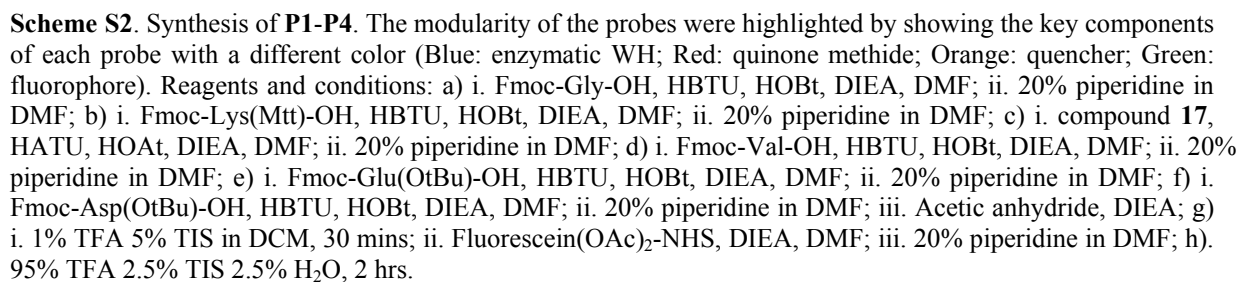 Scheme S2. Synthesis of P1-P4. The modularity of the probes were highlighted by showing the key components
of each probe with a different color (Blue: enzymatic WH; Red: quinone methide; Orange: quencher; Green:
fluorophore). Reagents and conditions: a) i. Fmoc-Gly-OH, HBTU, HOBt, DIEA, DMF; ii. 20% piperidine in
DMF; b) i. Fmoc-Lys(Mtt)-OH, HBTU, HOBt, DIEA, DMF; ii. 20% piperidine in DMF; c) i. compound 17,
HATU, HOAt, DIEA, DMF; ii. 20% piperidine in DMF; d) i. Fmoc-Val-OH, HBTU, HOBt, DIEA, DMF; ii. 20%
piperidine in DMF; e) i. Fmoc-Glu(OtBu)-OH, HBTU, HOBt, DIEA, DMF; ii. 20% piperidine in DMF; f) i.
Fmoc-Asp(OtBu)-OH, HBTU, HOBt, DIEA, DMF; ii. 20% piperidine in DMF; iii. Acetic anhydride, DIEA; g)
i. 1% TFA 5% TIS in DCM, 30 mins; ii. Fluorescein(OAc)₂-NHS, DIEA, DMF; iii. 20% piperidine in DMF; h).
95% TFA 2.5% TIS 2.5% H₂O, 2 hrs.